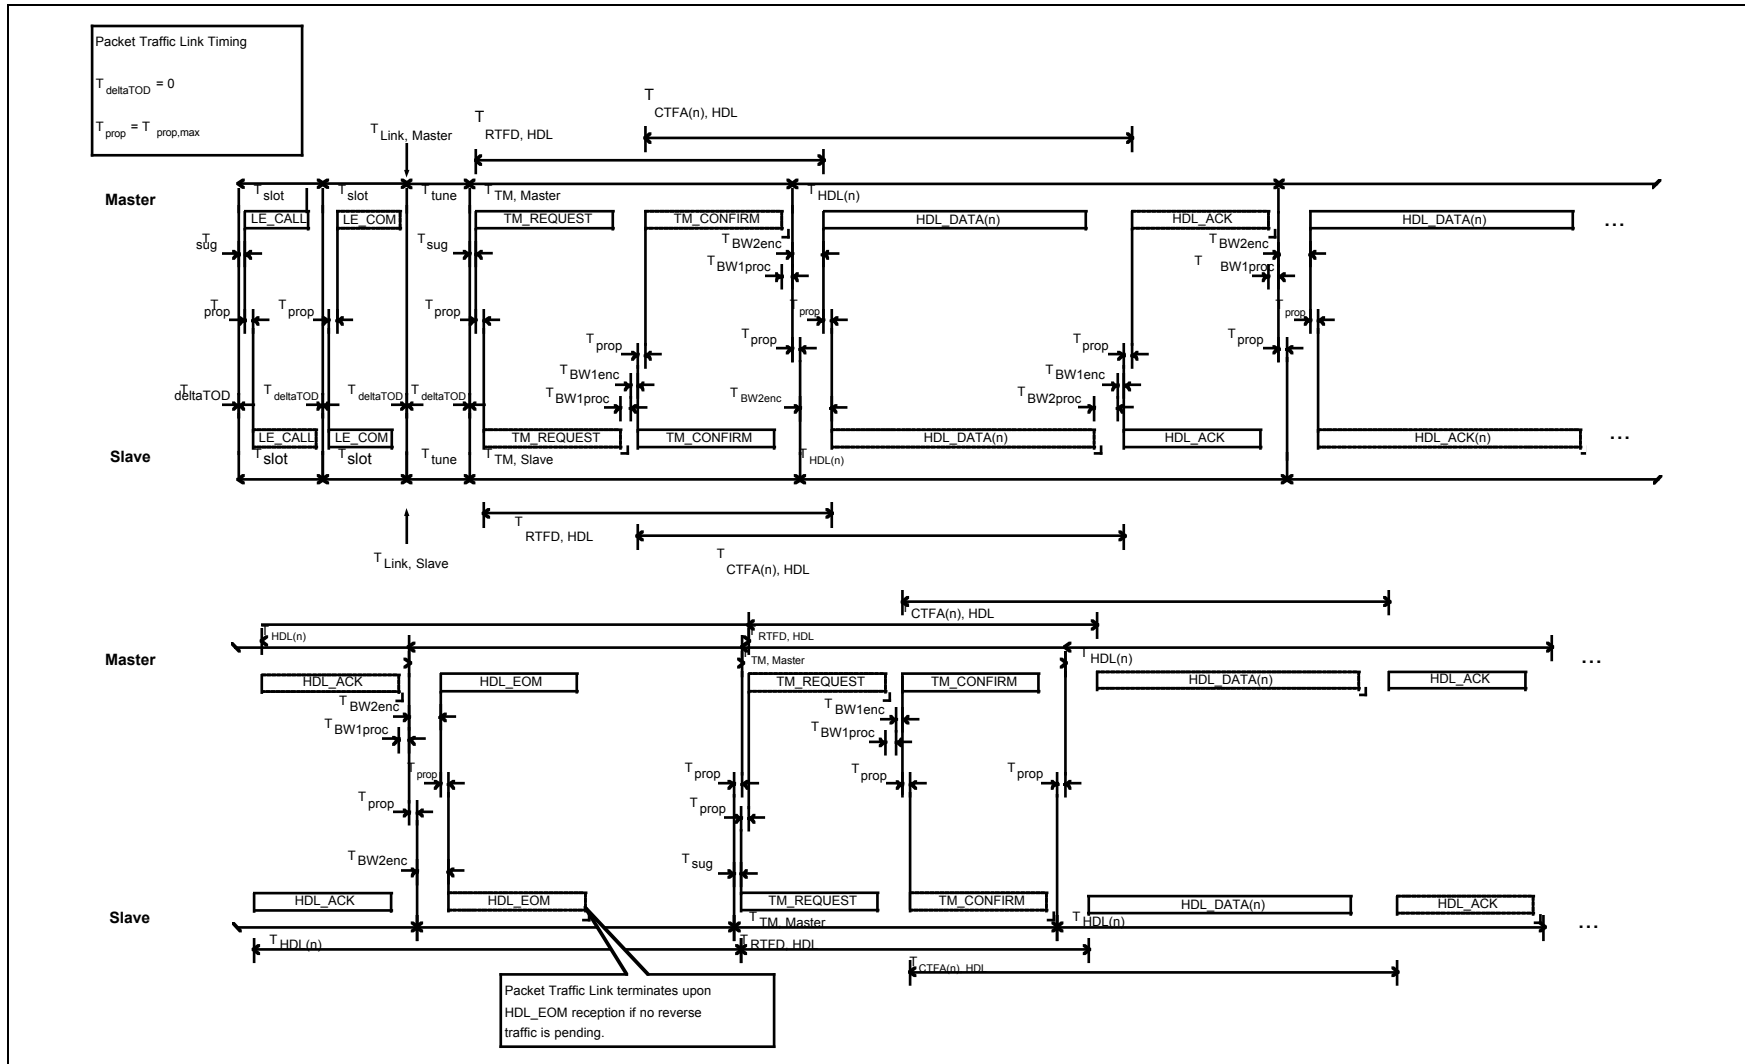 Packet Traffic Link Timing
T deltaTOD = 0
T prop = T prop,max
T CTFA(n), HDL
T RTFD, HDL
T Link, Master
Master
T slot T slot T tune T TM, Master T HDL(n)
LE_CALL LE_COM TM_REQUEST TM_CONFIRM HDL_DATA(n) HDL_ACK HDL_DATA(n) ...
T sug T sug T BW2enc T BW2enc
T BW1proc T BW1proc
T prop T prop T prop T prop T prop
T prop T prop T prop T prop
T BW1enc T BW1enc
T deltaTOD T deltaTOD T deltaTOD T deltaTOD T BW1proc T BW2enc T BW2proc
LE_CALL LE_COM TM_REQUEST TM_CONFIRM HDL_DATA(n) HDL_ACK HDL_ACK(n) ...
Slave
T slot T slot T tune T TM, Slave T HDL(n)
T RTFD, HDL
T Link, Slave
T CTFA(n), HDL
T CTFA(n), HDL
T HDL(n) T RTFD, HDL
Master
T TM, Master T HDL(n) ...
HDL_ACK HDL_EOM TM_REQUEST TM_CONFIRM HDL_DATA(n) HDL_ACK
T BW2enc T BW1enc
T BW1proc T BW1proc
T prop T prop T prop T prop
T prop T prop
T BW2enc T sug
HDL_ACK HDL_EOM TM_REQUEST TM_CONFIRM HDL_DATA(n) HDL_ACK
Slave
T TM, Master T HDL(n) ...
T HDL(n) T RTFD, HDL
T CTFA(n), HDL
Packet Traffic Link terminates upon
HDL_EOM reception if no reverse
traffic is pending.